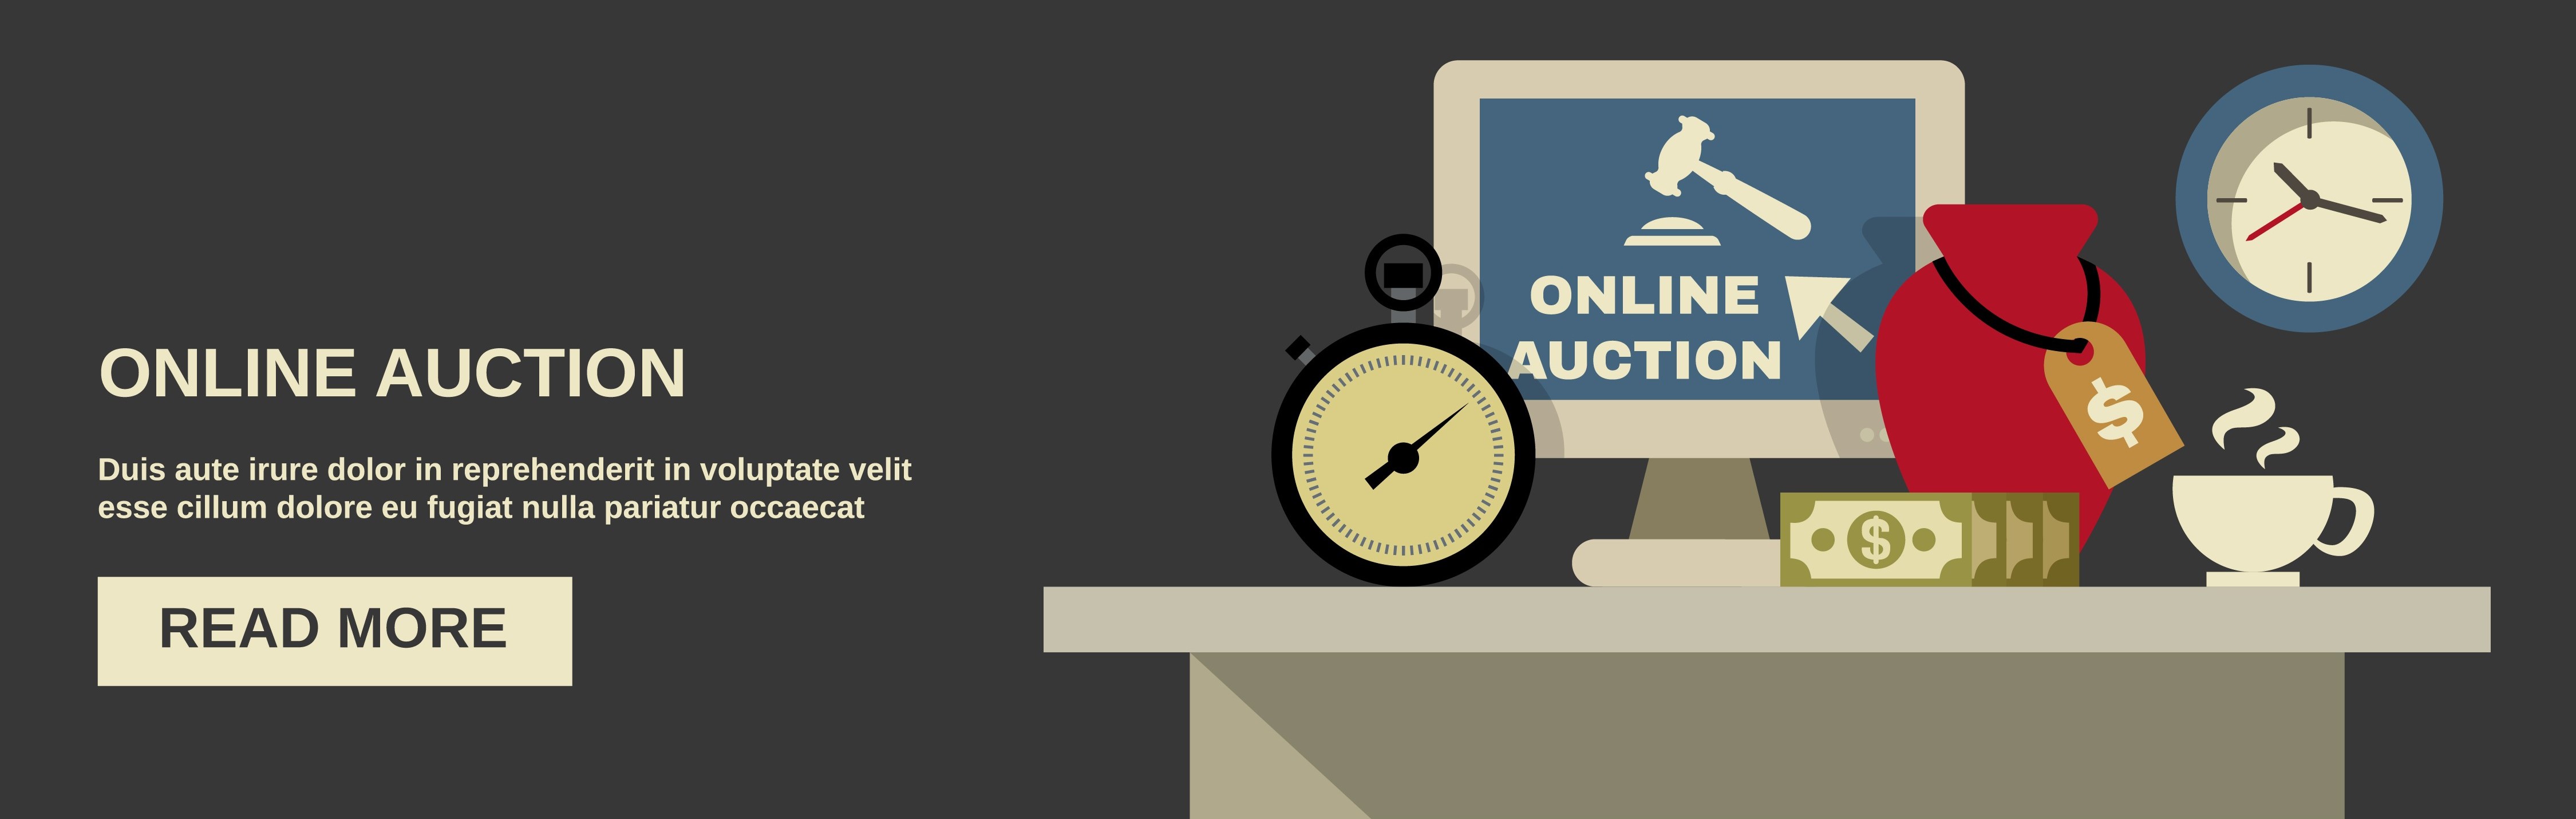 ONLINE AUCTION
Duis aute irure dolor in reprehenderit in voluptate velit
esse cillum dolore eu fugiat nulla pariatur occaecat
READ MORE
ONLINE
AUCTION
$
$